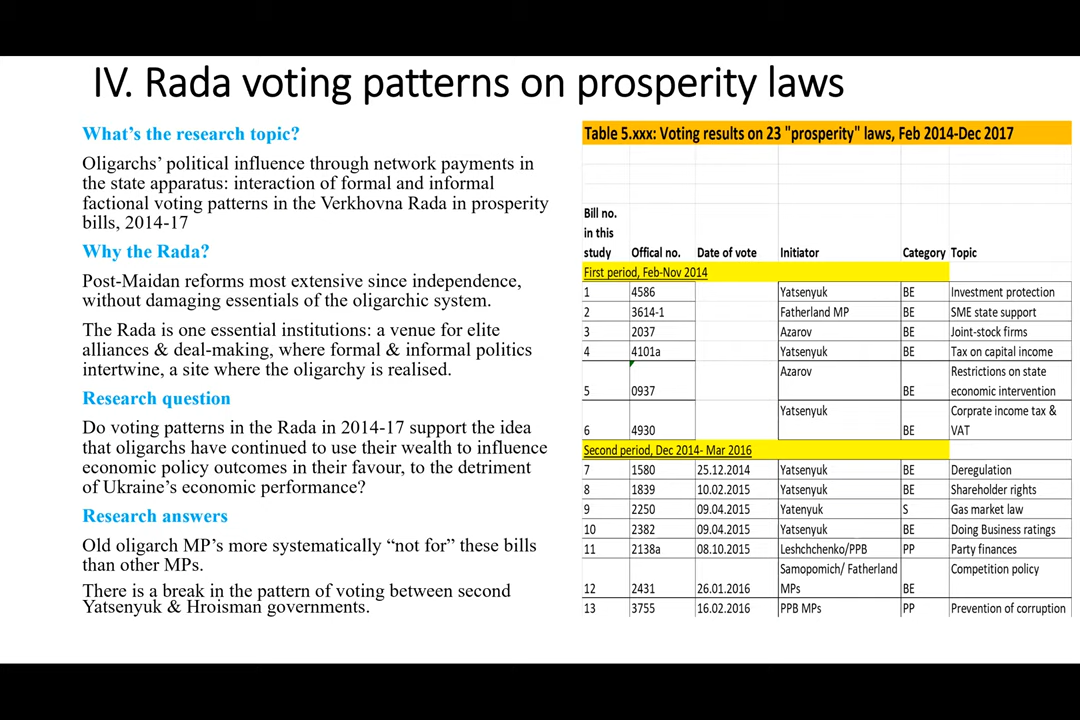 IV. Rada voting patterns on prosperity laws
What's the research topic?
Oligarchs' political influence through network payments in
the state apparatus: interaction of formal and informal
factional voting patterns in the Verkhovna Rada in prosperity
bills, 2014-17
Why the Rada?
Post-Maidan reforms most extensive since independence,
without damaging essentials of the oligarchic system.
The Rada is one essential institutions: a venue for elite
alliances & deal-making, where formal & informal politics
intertwine, a site where the oligarchy is realised.
Research question
Do voting patterns in the Rada in 2014-17 support the idea
that oligarchs have continued to use their wealth to influence
economic policy outcomes in their favour, to the detriment
of Ukraine's economic performance?
Research answers
Old oligarch MP's more systematically "not for" these bills
than other MPs.
There is a break in the pattern of voting between second
Yatsenyuk & Hroisman governments.
Table 5.xxx: Voting results on 23 "prosperity" laws, Feb 2014-Dec 2017
Bill no.
in this
study Offical no. Date of vote Initiator Category Topic
First period, Feb-Nov 2014
1 4586 Yatsenyuk BE Investment protection
2 3614-1 Fatherland MP BE SME state support
3 2037 Azarov BE Joint-stock firms
4 4101a Yatsenyuk BE Tax on capital income
Azarov Restrictions on state
5 0937 BE economic intervention
Yatsenyuk Corprate income tax &
6 4930 BE VAT
Second period, Dec 2014- Mar 2016
7 1580 25.12.2014 Yatsenyuk BE Deregulation
8 1839 10.02.2015 Yatsenyuk BE Shareholder rights
9 2250 09.04.2015 Yatenyuk S Gas market law
10 2382 09.04.2015 Yatsenyuk BE Doing Business ratings
11 2138a 08.10.2015 Leshchchenko/PPB PP Party finances
Samopomich/ Fatherland Competition policy
12 2431 26.01.2016 MPs BE
13 3755 16.02.2016 PPB MPs PP Prevention of corruption